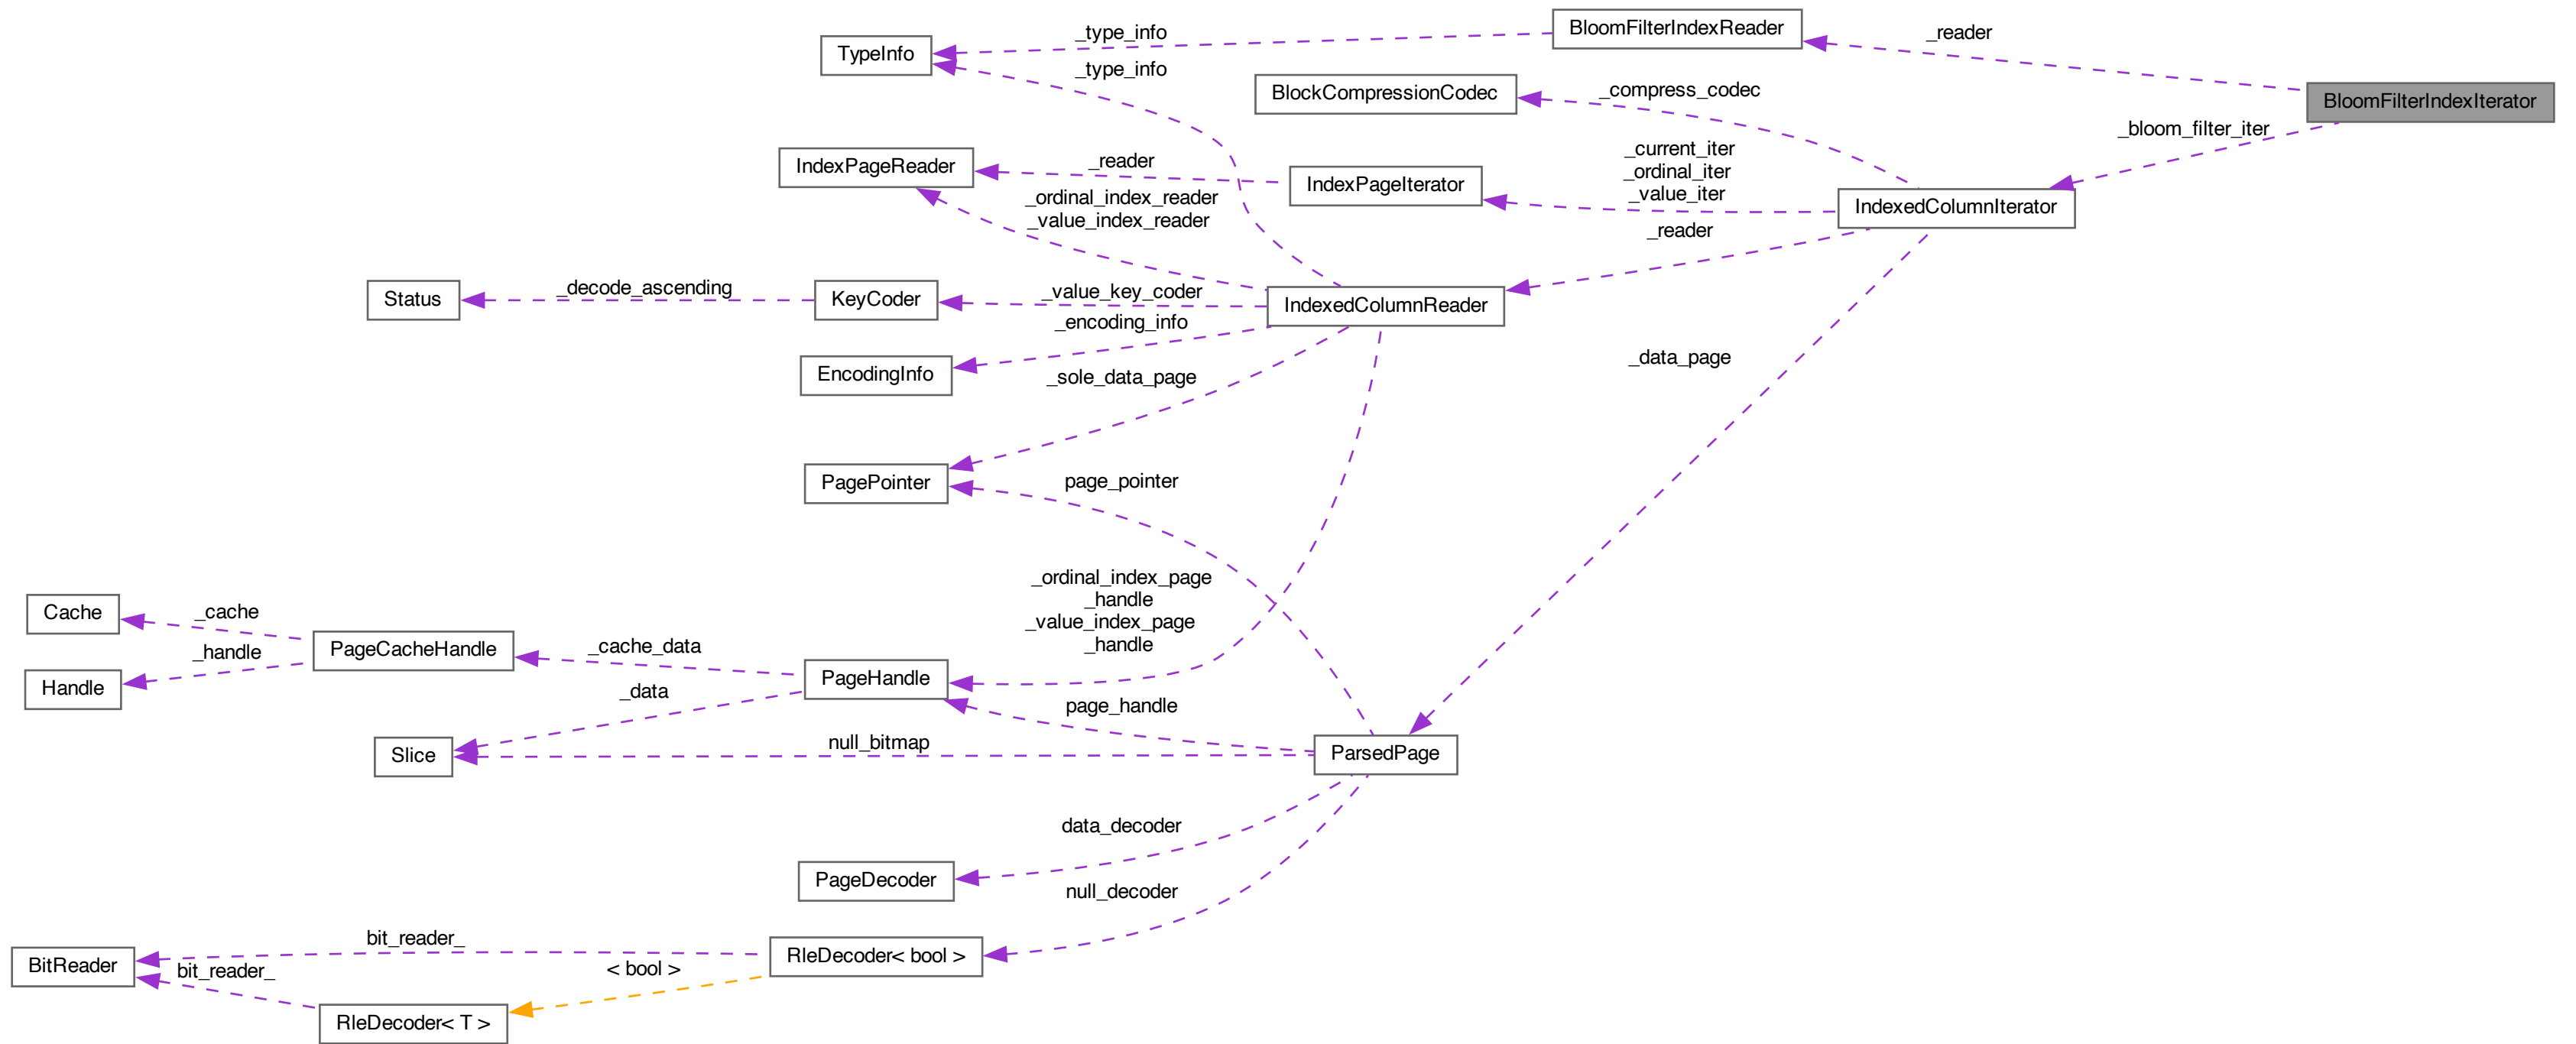 BloomFilterIndexReader
_type_info
_reader
TypeInfo
_type_info
BlockCompressionCodec
_compress_codec
BloomFilterIndexIterator
_bloom_filter_iter
_current_iter
_ordinal_iter
_value_iter
IndexPageReader
_reader
IndexPageIterator
IndexedColumnIterator
_ordinal_index_reader
_value_index_reader
_reader
Status
_decode_ascending
KeyCoder
_value_key_coder
IndexedColumnReader
_encoding_info
EncodingInfo
_sole_data_page
_data_page
PagePointer
page_pointer
_ordinal_index_page
_handle
_value_index_page
_handle
Cache
_cache
PageCacheHandle
_cache_data
_handle
Handle
PageHandle
_data
page_handle
Slice
null_bitmap
ParsedPage
data_decoder
PageDecoder
null_decoder
bit_reader_
RleDecoder< bool >
BitReader
bit_reader_
< bool >
RleDecoder< T >